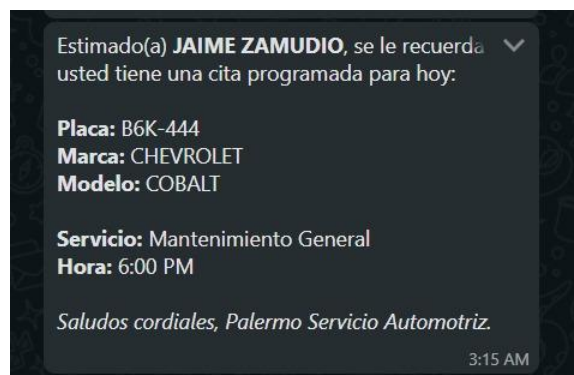 Estimado(a) JAIME ZAMUDIO, se le recuerda
usted tiene una cita programada para hoy:
Placa: B6K-444
Marca: CHEVROLET
Modelo: COBALT
Servicio: Mantenimiento General
Hora: 6:00 PM
Saludos cordiales, Palermo Servicio Automotriz.
3:15 AM